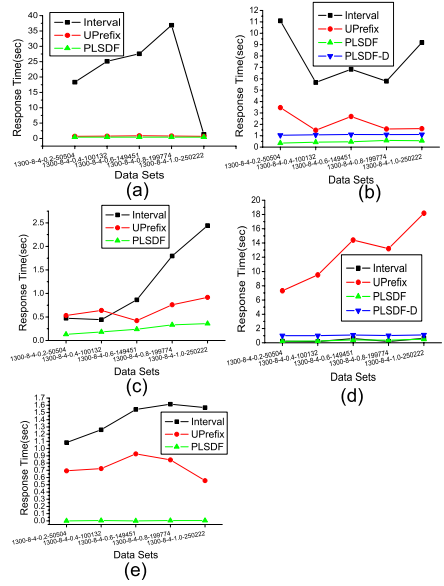 Response Time(sec)
40
35
30
25
20
15
10
5
0
Interval
UPrefix
PLSDF
1300-8-4-0.2-50504
1300-8-4-0.4-100132
1300-8-4-0.6-149451
1300-8-4-0.8-199774
1300-8-4-1.0-250222
Data Sets
(a)
Response Time(sec)
12
11
10
9
8
7
6
5
4
3
2
1
0
Interval
UPrefix
PLSDF
PLSDF-D
1300-8-4-0.2-50504
1300-8-4-0.4-100132
1300-8-4-0.6-149451
1300-8-4-0.8-199774
1300-8-4-1.0-250222
Data Sets
(b)
Response Time(sec)
2.5
2.0
1.5
1.0
0.5
0.0
Interval
UPrefix
PLSDF
1300-8-4-0.2-50504
1300-8-4-0.4-100132
1300-8-4-0.6-149451
1300-8-4-0.8-199774
1300-8-4-1.0-250222
Data Sets
(c)
Response Time(sec)
20
18
16
14
12
10
8
6
4
2
0
Interval
UPrefix
PLSDF
PLSDF-D
1300-8-4-0.2-50504
1300-8-4-0.4-100132
1300-8-4-0.6-149451
1300-8-4-0.8-199774
1300-8-4-1.0-250222
Data Sets
(d)
Response Time(sec)
1.7
1.6
1.5
1.4
1.3
1.2
1.1
1.0
0.9
0.8
0.7
0.6
0.5
0.4
0.3
0.2
0.1
0.0
Interval
UPrefix
PLSDF
1300-8-4-0.2-50504
1300-8-4-0.4-100132
1300-8-4-0.6-149451
1300-8-4-0.8-199774
1300-8-4-1.0-250222
Data Sets
(e)